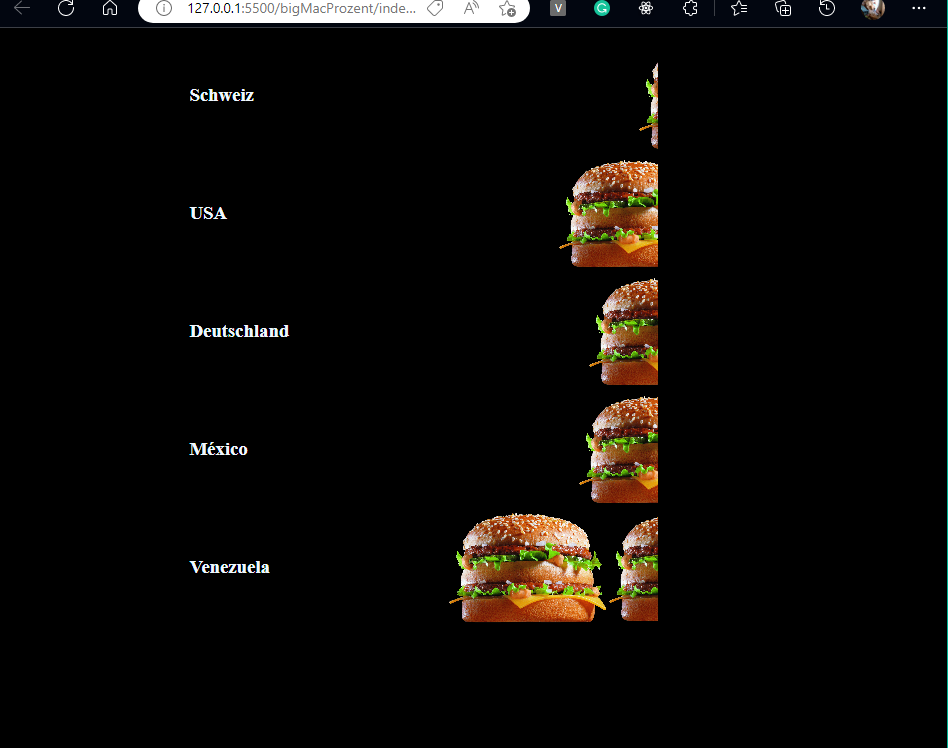 127.0.0.1:5500/bigMacProzent/inde...
A
V
G
Schweiz
USA
Deutschland
México
Venezuela